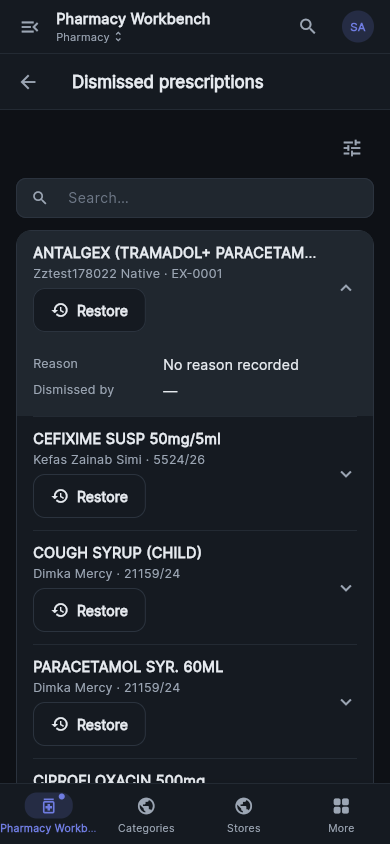 Pharmacy Workbench
Pharmacy
SA
Dismissed prescriptions
Search...
ANTALGEX (TRAMADOL+ PARACETAM...
Zztest178022 Native · EX-0001
Restore
Reason No reason recorded
Dismissed by —
CEFIXIME SUSP 50mg/5ml
Kefas Zainab Simi · 5524/26
Restore
COUGH SYRUP (CHILD)
Dimka Mercy · 21159/24
Restore
PARACETAMOL SYR. 60ML
Dimka Mercy · 21159/24
Restore
CIPROFLOXACIN 500mg
Pharmacy Workb... Categories Stores More